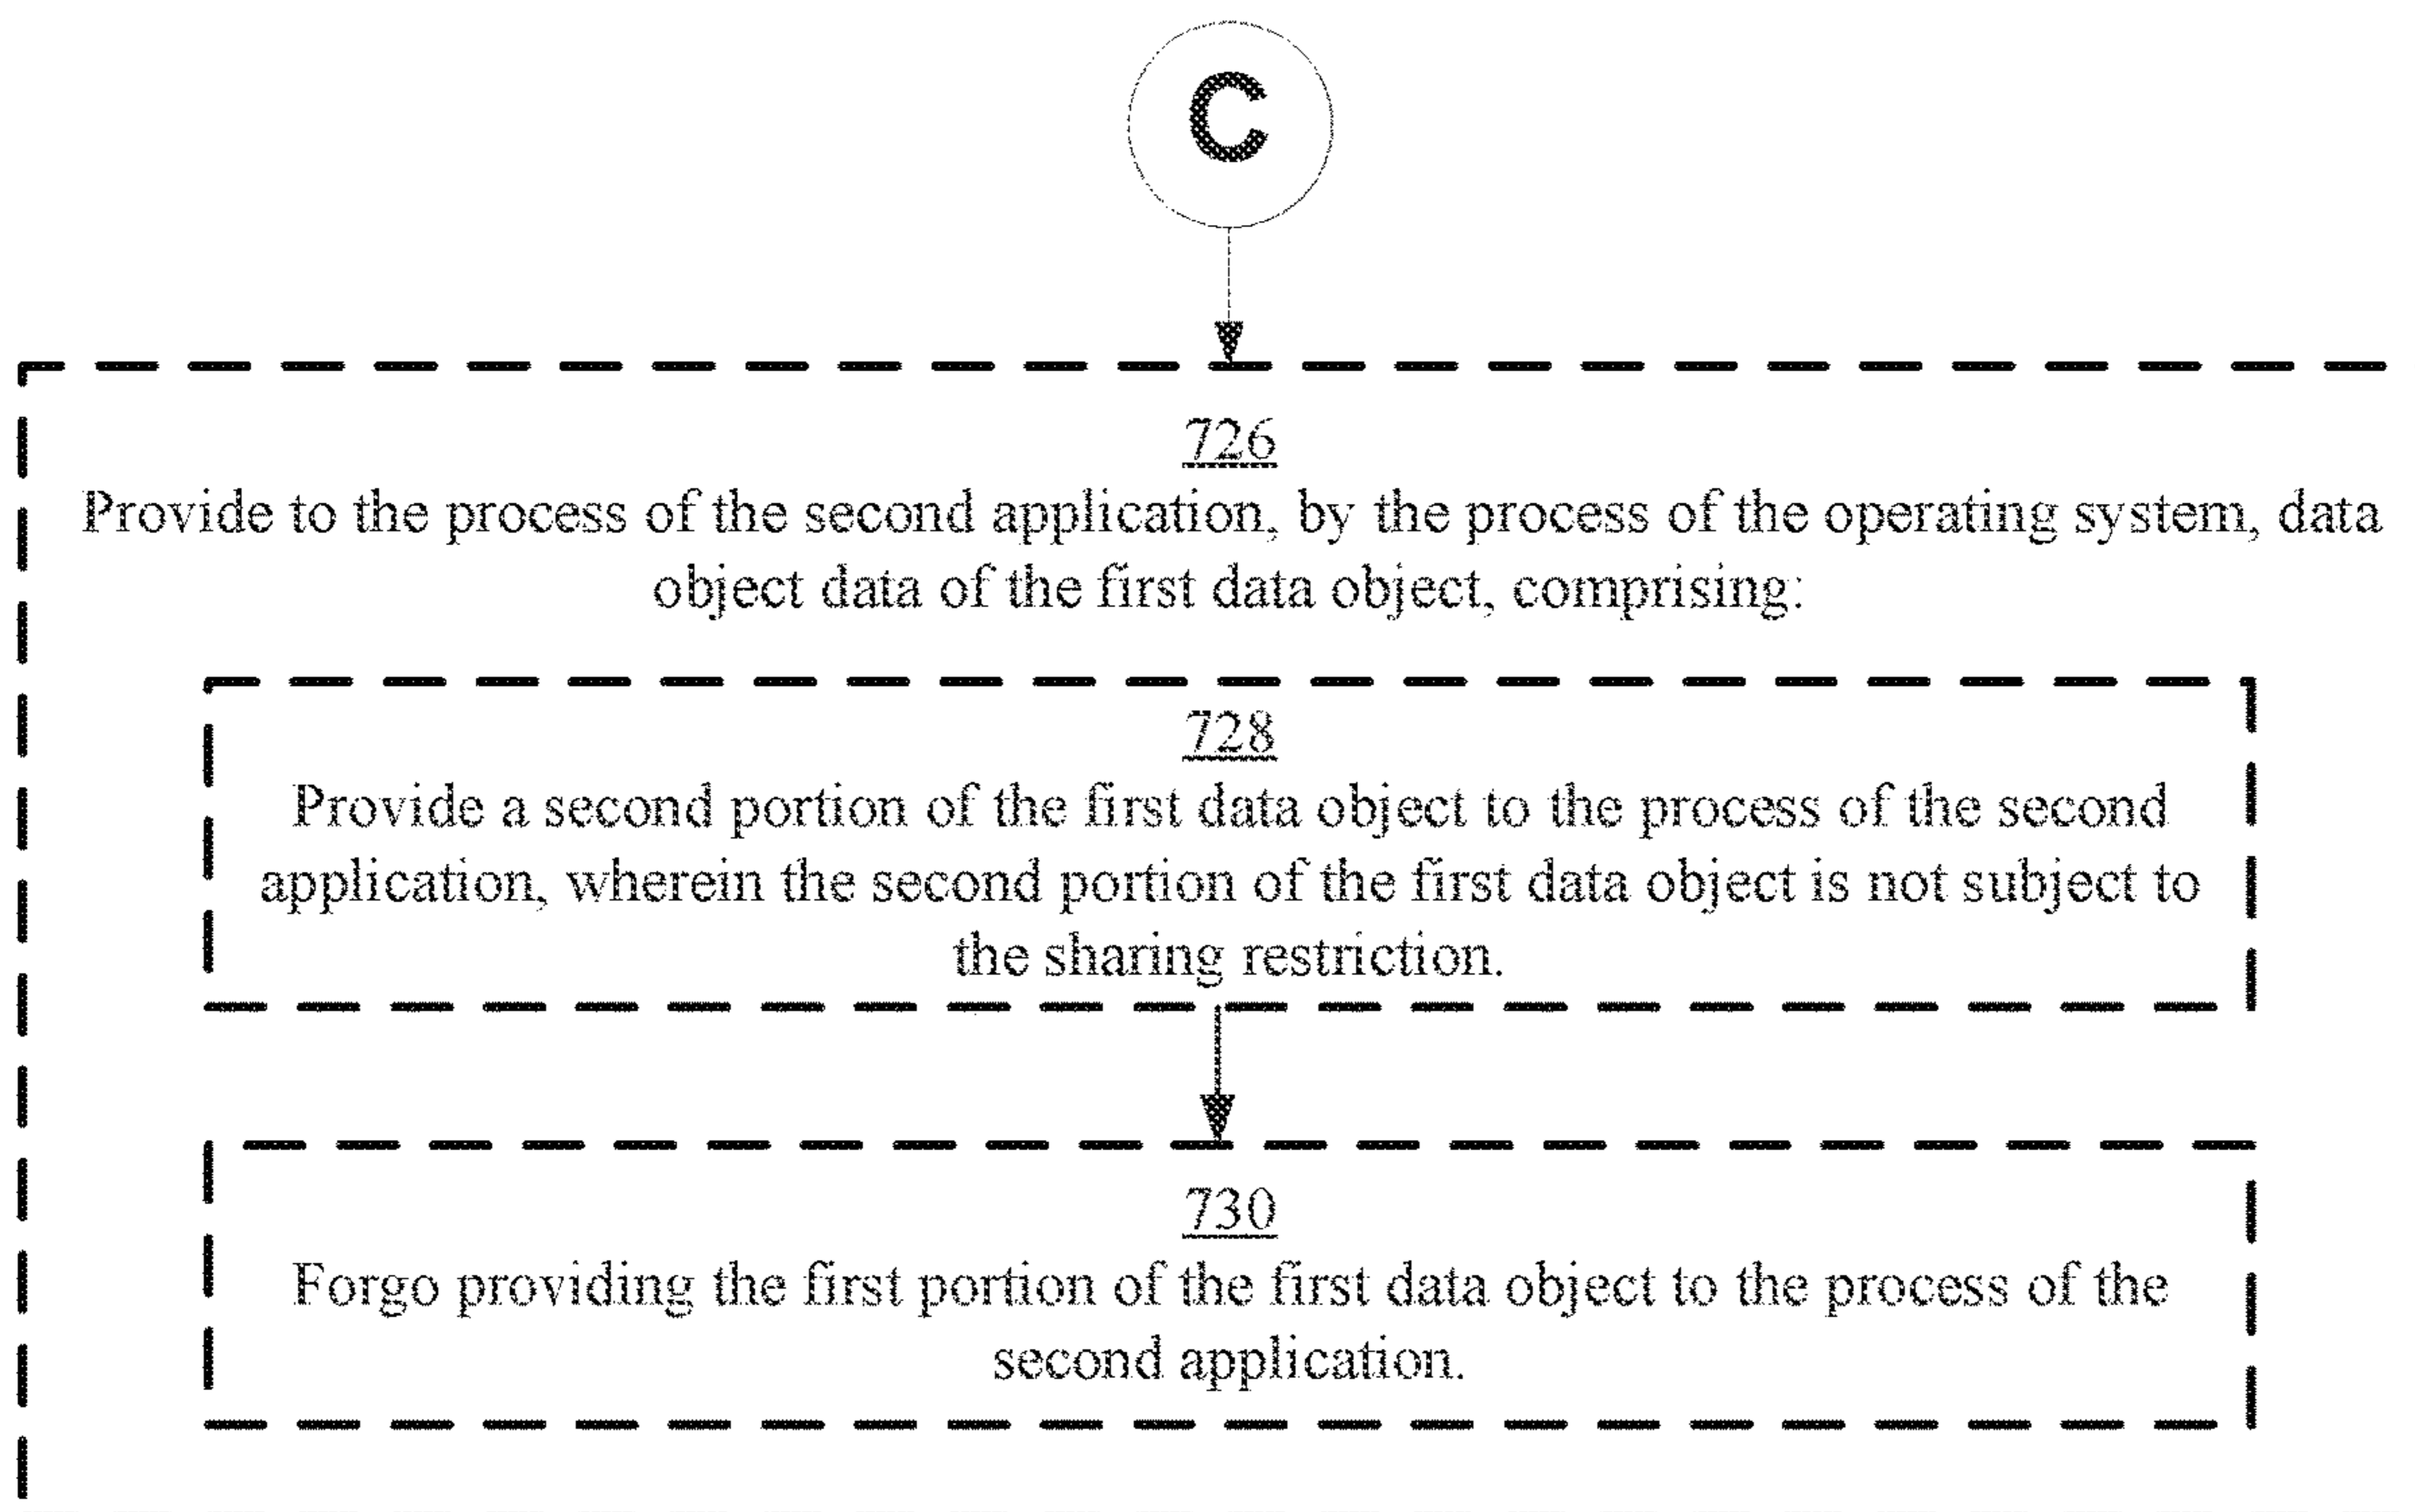 C
726
Provide to the process of the second application, by the process of the operating system, data
object data of the first data object, comprising:
728
Provide a second portion of the first data object to the process of the second
application, wherein the second portion of the first data object is not subject to
the sharing restriction.
730
Forgo providing the first portion of the first data object to the process of the
second application.